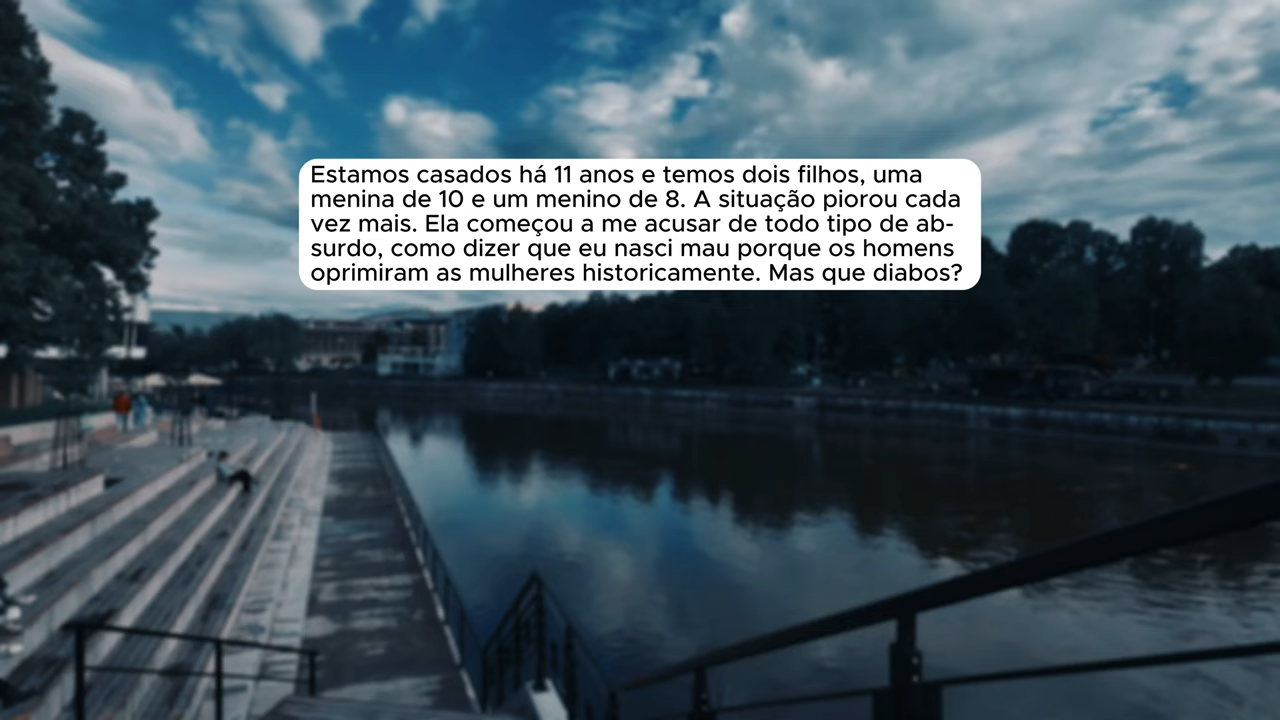 Estamos casados há 11 anos e temos dois filhos, uma
menina de 10 e um menino de 8. A situação piorou cada
vez mais. Ela começou a me acusar de todo tipo de ab-
surdo, como dizer que eu nasci mau porque os homens
oprimiram as mulheres historicamente. Mas que diabos?